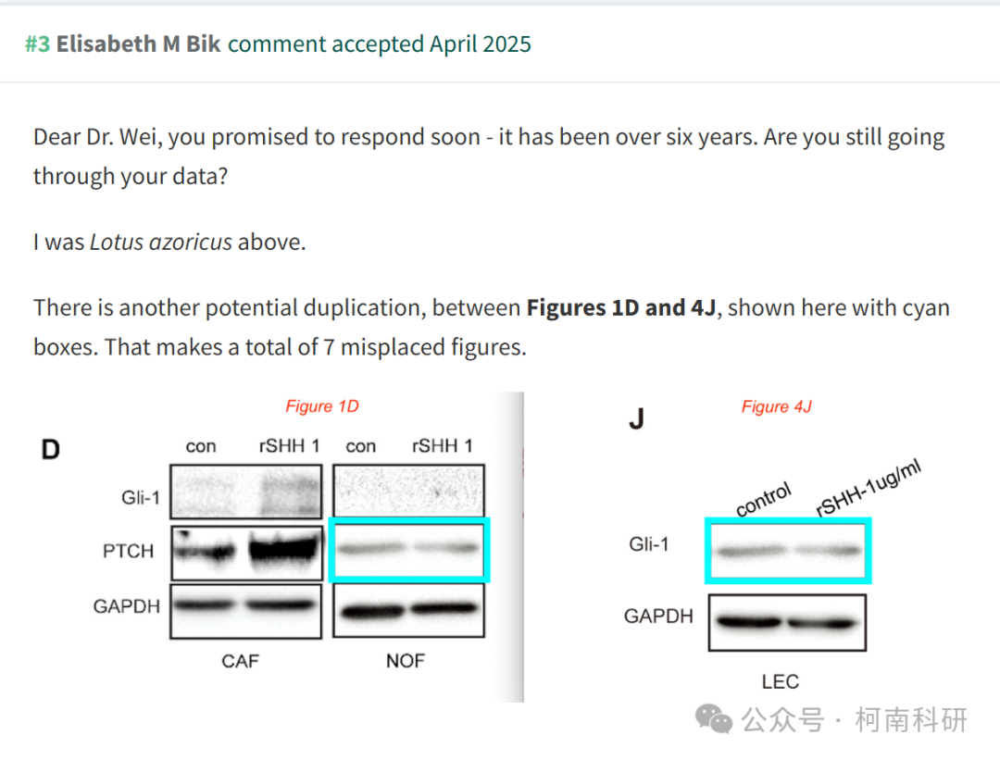 #3 Elisabeth M Bik comment accepted April 2025
Dear Dr. Wei, you promised to respond soon - it has been over six years. Are you still going
through your data?
I was Lotus azoricus above.
There is another potential duplication, between Figures 1D and 4J, shown here with cyan
boxes. That makes a total of 7 misplaced figures.
Figure 1D
D
con rSHH 1 con rSHH 1
Gli-1
PTCH
GAPDH
CAF NOF
Figure 4J
J
control rSHH-1ug/ml
Gli-1
GAPDH
LEC
公众号 · 柯南科研